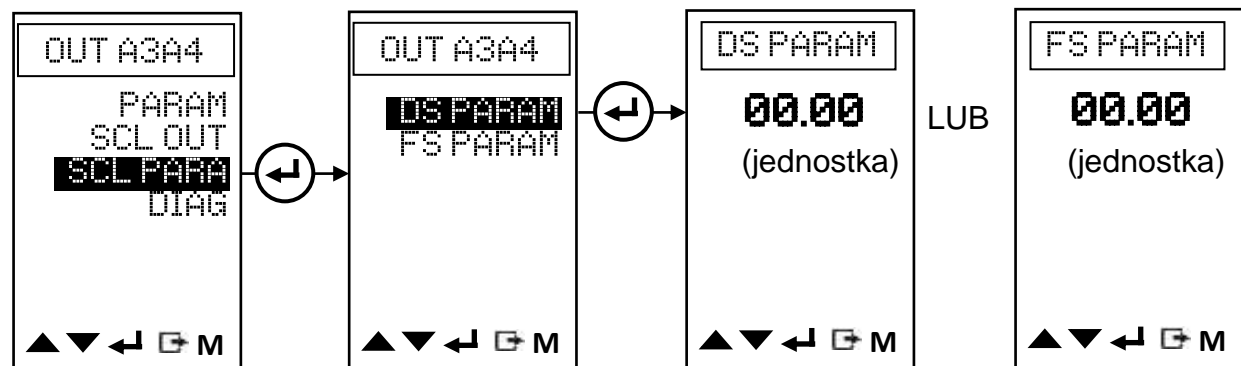 OUT A3A4
PARAM
SCL OUT
SCL PARA
DIAG
M
OUT A3A4
DS PARAM
FS PARAM
M
DS PARAM
00.00
(jednostka)
M
LUB
FS PARAM
00.00
(jednostka)
M